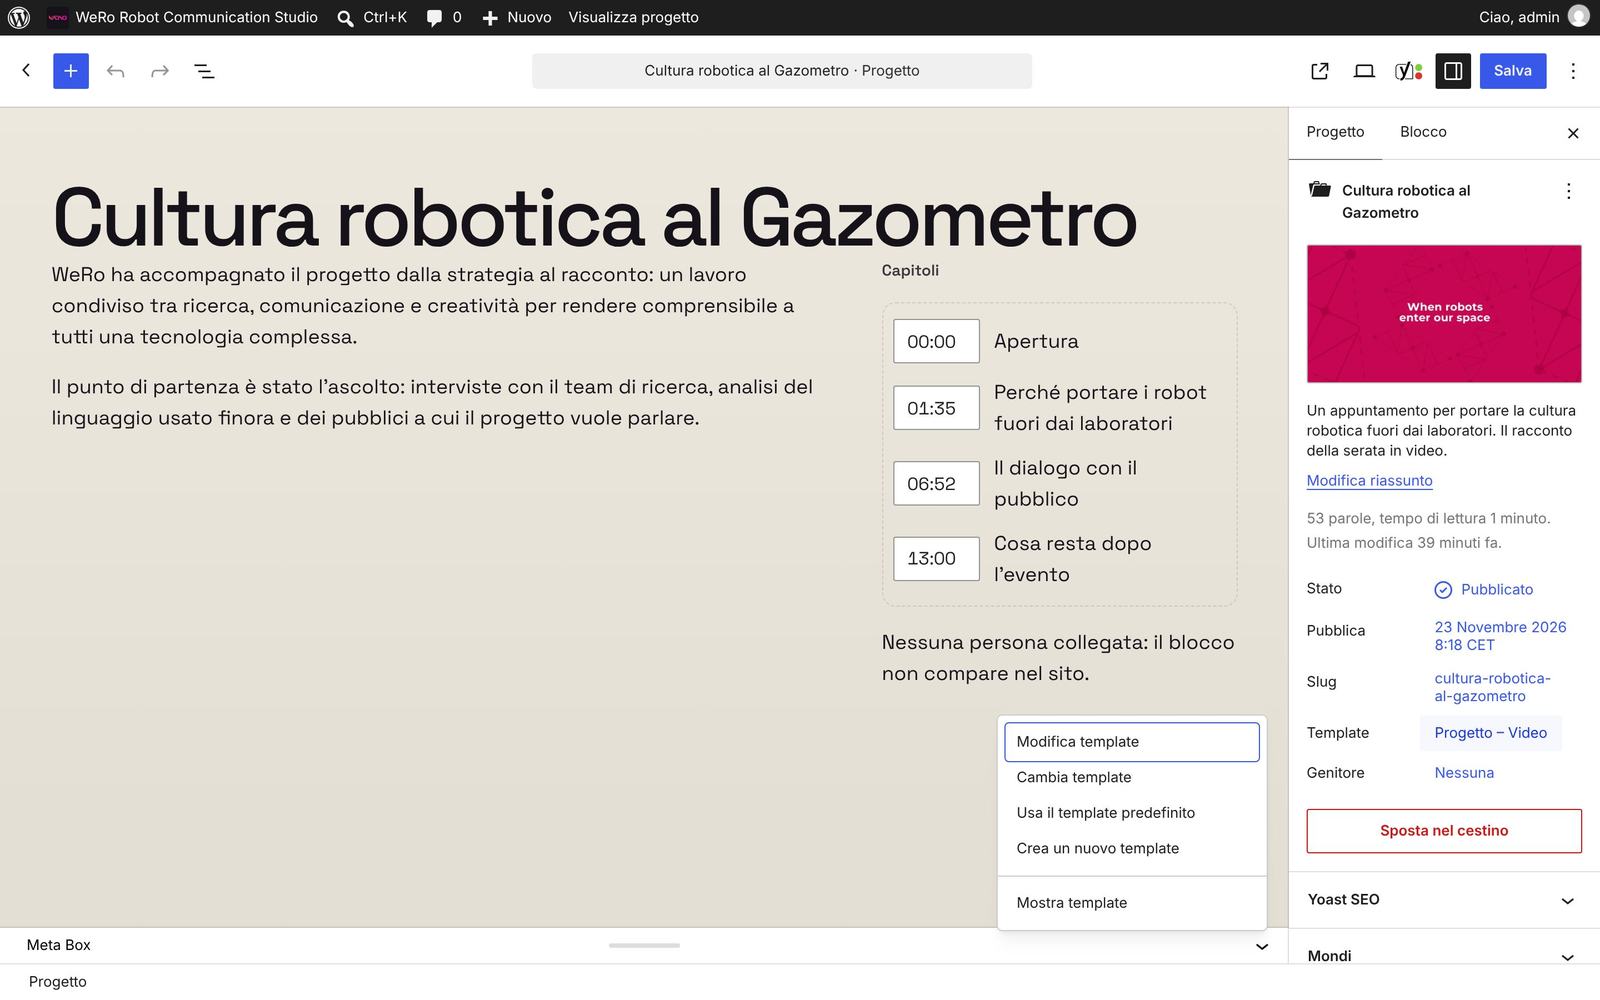 WeRo Robot Communication Studio
Ctrl+K
0
Nuovo
Visualizza progetto
Ciao, admin
Cultura robotica al Gazometro · Progetto
Salva
Cultura robotica al Gazometro
WeRo ha accompagnato il progetto dalla strategia al racconto: un lavoro
condiviso tra ricerca, comunicazione e creatività per rendere comprensibile a
tutti una tecnologia complessa.
Il punto di partenza è stato l’ascolto: interviste con il team di ricerca, analisi del
linguaggio usato finora e dei pubblici a cui il progetto vuole parlare.
Capitoli
00:00 Apertura
01:35 Perché portare i robot
fuori dai laboratori
06:52 Il dialogo con il
pubblico
13:00 Cosa resta dopo
l’evento
Nessuna persona collegata: il blocco
non compare nel sito.
Modifica template
Cambia template
Usa il template predefinito
Crea un nuovo template
Mostra template
Meta Box
Progetto
Progetto
Blocco
Cultura robotica al
Gazometro
When robots
enter our space
Un appuntamento per portare la cultura
robotica fuori dai laboratori. Il racconto
della serata in video.
Modifica riassunto
53 parole, tempo di lettura 1 minuto.
Ultima modifica 39 minuti fa.
Stato Pubblicato
Pubblica 23 Novembre 2026
8:18 CET
Slug cultura-robotica-
al-gazometro
Template Progetto – Video
Genitore Nessuna
Sposta nel cestino
Yoast SEO
Mondi